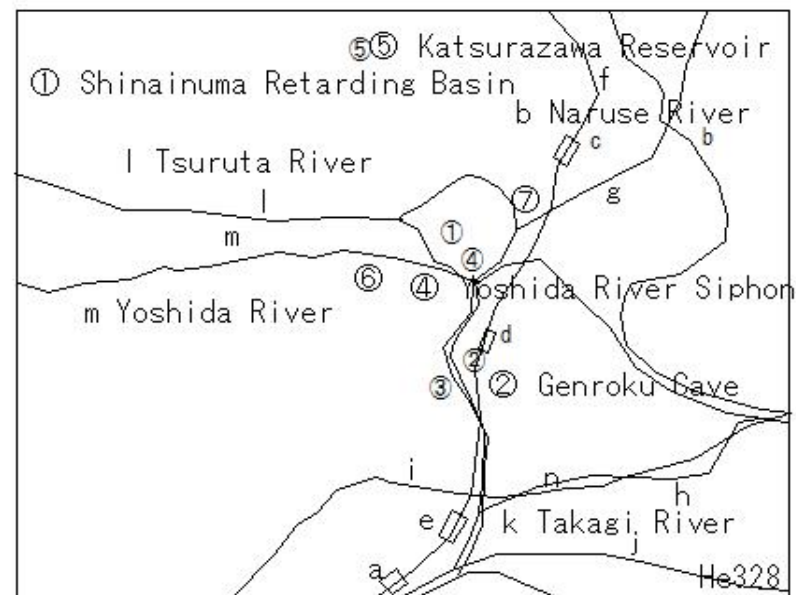 ⑤⑤ Katsurazawa Reservoir
① Shinainuma Retarding Basin
f
b Naruse River
c
b
l Tsuruta River
l
⑦
g
m
①
④
⑥
④
Yoshida River Siphon
m Yoshida River
d
②
③
② Genroku Cave
i
n
h
e
k Takagi River
j
a
He328